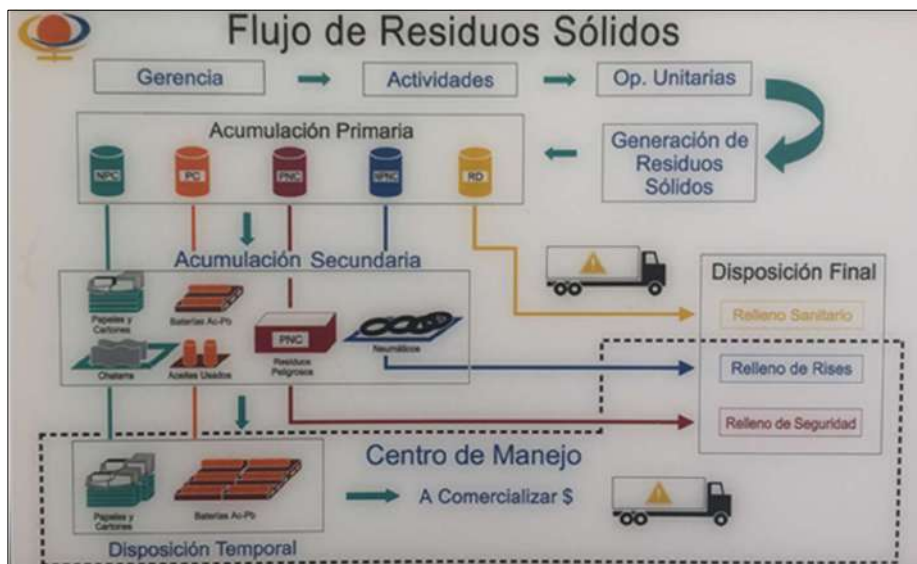 Flujo de Residuos Sólidos
Gerencia
Actividades
Op. Unitarias
Acumulación Primaria
Generación de
Residuos
Sólidos
NPC
PC
PNC
NPNC
RD
Acumulación Secundaria
Papeles y
Cartones
Baterías Ac-Pb
PNC
Neumáticos
Chatarra
Aceites Usados
Residuos
Peligrosos
Disposición Final
Relleno Sanitario
Relleno de Rises
Relleno de Seguridad
Centro de Manejo
A Comercializar $
Papeles y
Cartones
Baterías Ac-Pb
Disposición Temporal